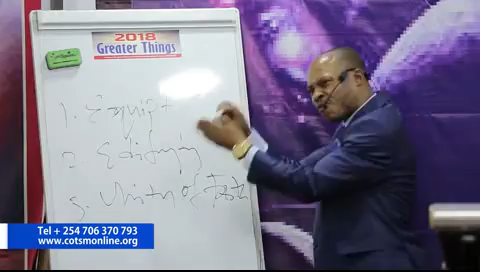 2018
Greater Things
1. Equip
2. Edifying
3. Unity of Faith
Tel + 254 706 370 793
www.cotsmonline.org